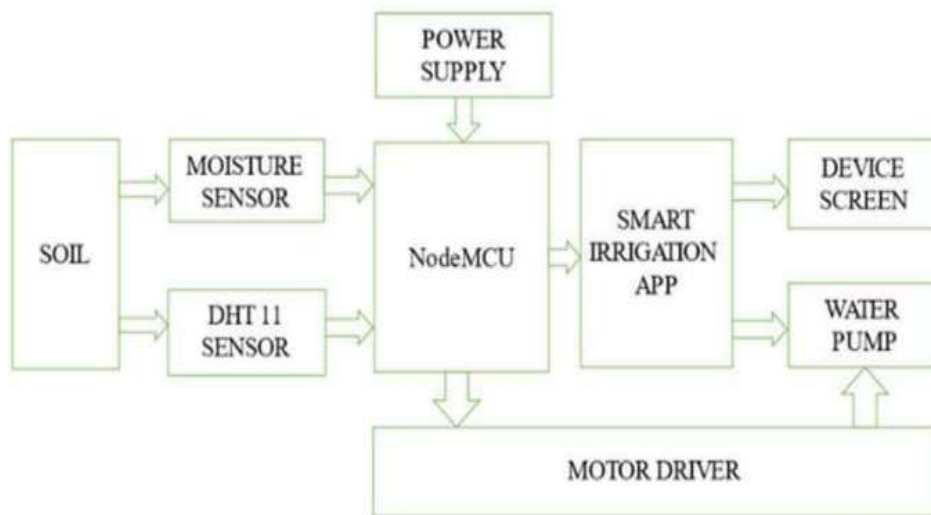 POWER
SUPPLY
SOIL
MOISTURE
SENSOR
DHT 11
SENSOR
NodeMCU
SMART
IRRIGATION
APP
DEVICE
SCREEN
WATER
PUMP
MOTOR DRIVER